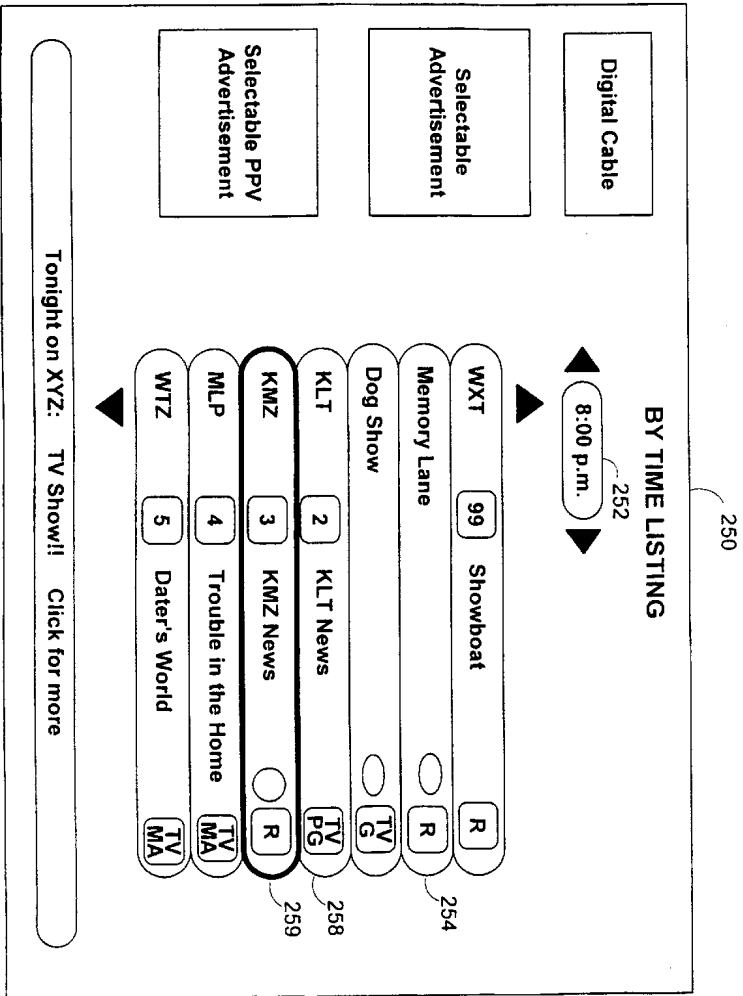 250
BY TIME LISTING
Digital Cable
8:00 p.m.
252
Selectable
Advertisement
Selectable PPV
Advertisement
WXT 99 Showboat R
Memory Lane R
254
Dog Show TV G
KLT 2 KLT News TV PG
258
KMZ 3 KMZ News R
259
MLP 4 Trouble in the Home TV MA
WTZ 5 Dater's World TV MA
Tonight on XYZ: TV Show!! Click for more